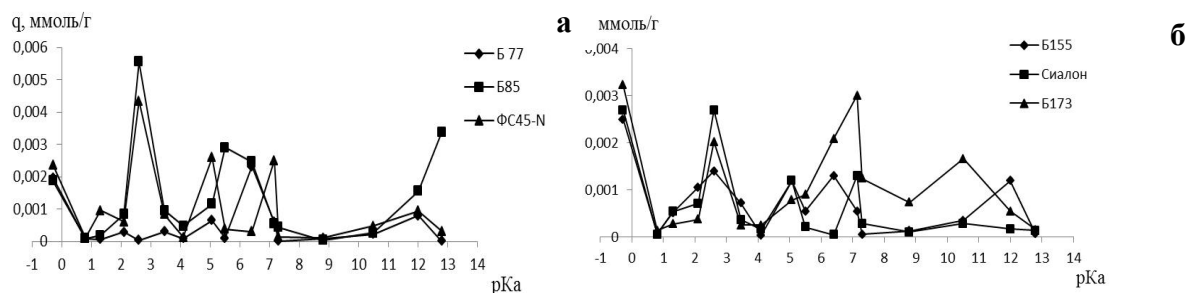 q, ммоль/г
а
0,006
0,005
0,004
0,003
0,002
0,001
0
-1 0 1 2 3 4 5 6 7 8 9 10 11 12 13 14
рКа
Б 77
Б85
ФС45-N
ммоль/г
б
0,004
0,003
0,002
0,001
0,000
-1 0 1 2 3 4 5 6 7 8 9 10 11 12 13 14
рКа
Б155
Сиалон
Б173